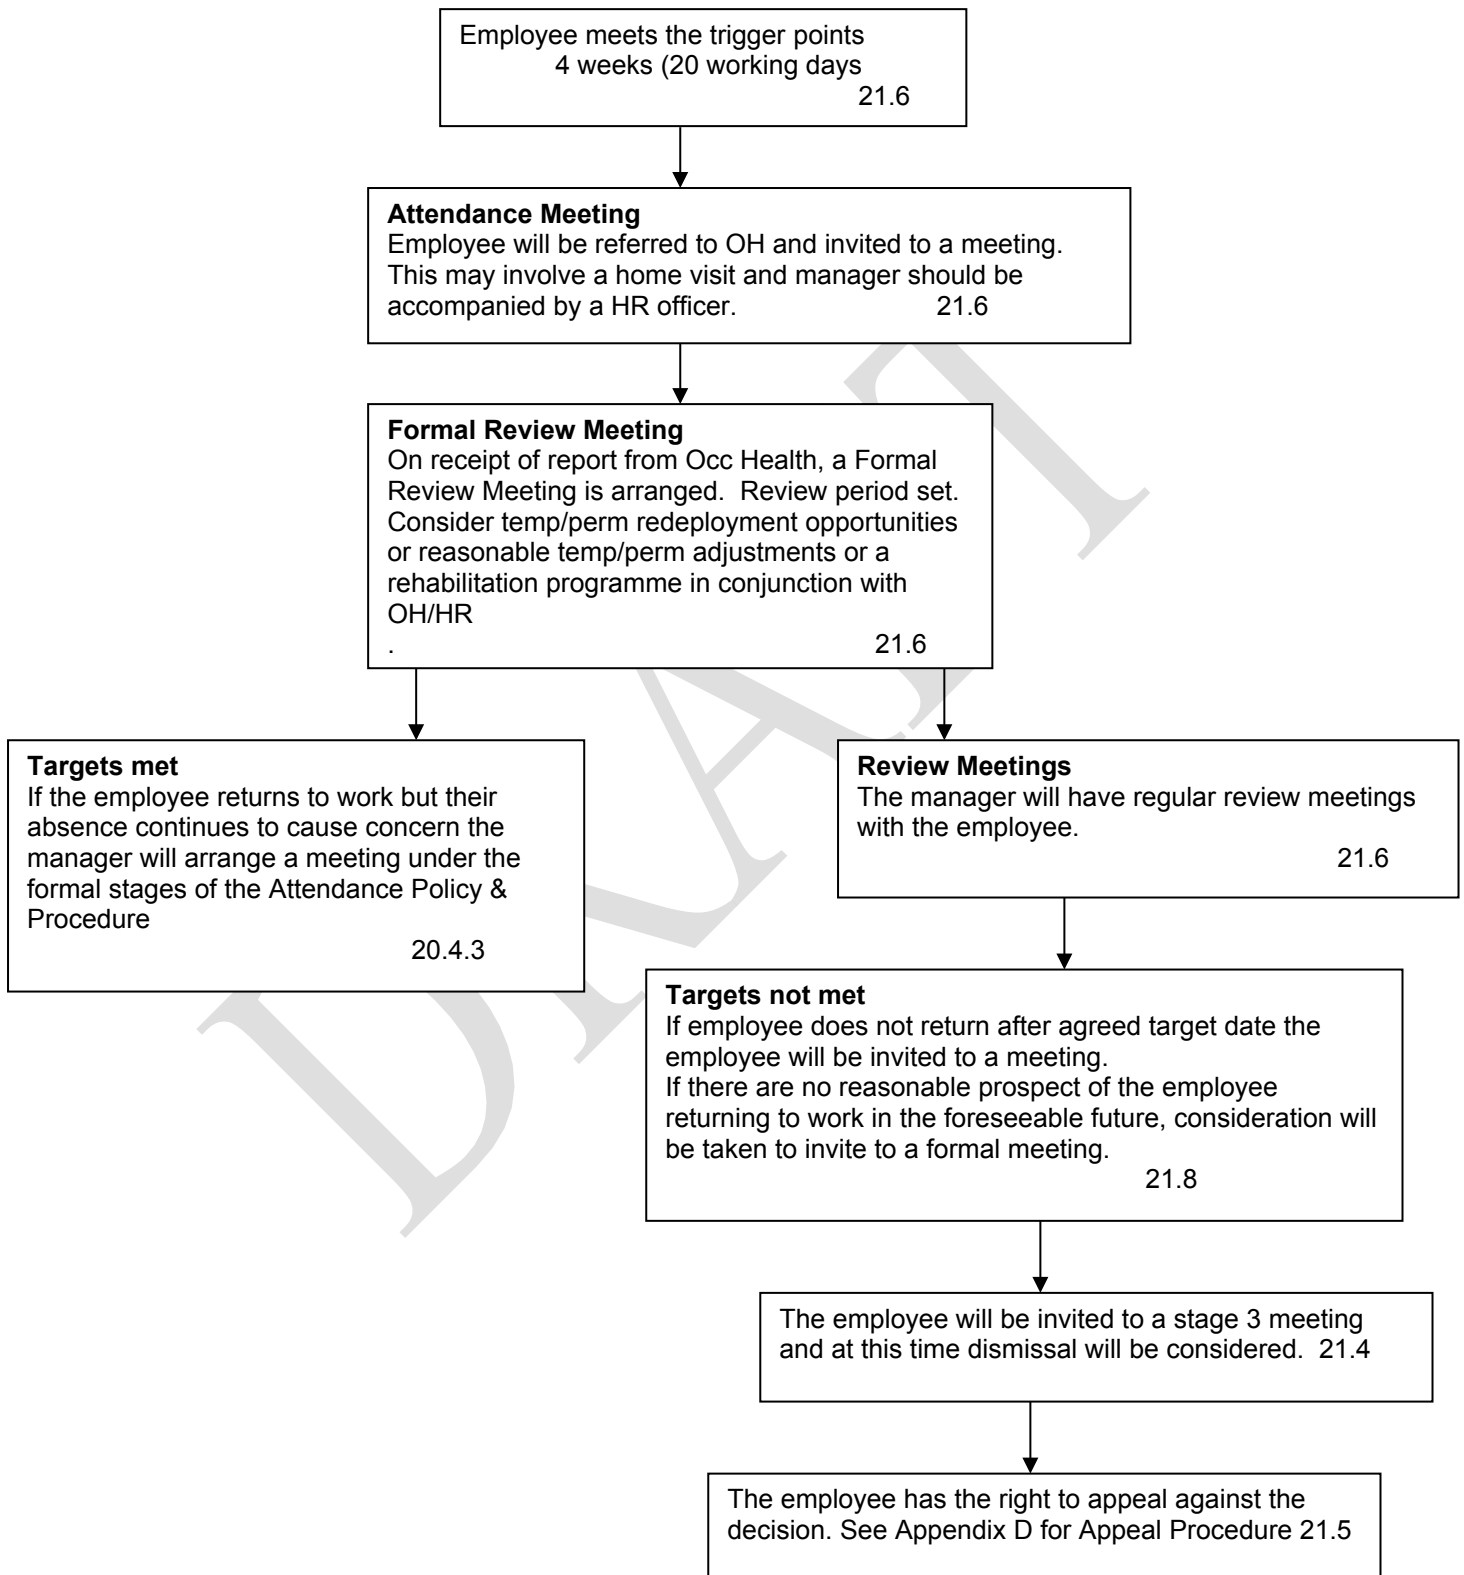 Employee meets the trigger points
4 weeks (20 working days
21.6
Attendance Meeting
Employee will be referred to OH and invited to a meeting.
This may involve a home visit and manager should be
accompanied by a HR officer. 21.6
Formal Review Meeting
On receipt of report from Occ Health, a Formal
Review Meeting is arranged. Review period set.
Consider temp/perm redeployment opportunities
or reasonable temp/perm adjustments or a
rehabilitation programme in conjunction with
OH/HR
. 21.6
Targets met
If the employee returns to work but their
absence continues to cause concern the
manager will arrange a meeting under the
formal stages of the Attendance Policy &
Procedure
20.4.3
Review Meetings
The manager will have regular review meetings
with the employee.
21.6
Targets not met
If employee does not return after agreed target date the
employee will be invited to a meeting.
If there are no reasonable prospect of the employee
returning to work in the foreseeable future, consideration will
be taken to invite to a formal meeting.
21.8
The employee will be invited to a stage 3 meeting
and at this time dismissal will be considered. 21.4
The employee has the right to appeal against the
decision. See Appendix D for Appeal Procedure 21.5
DRAFT